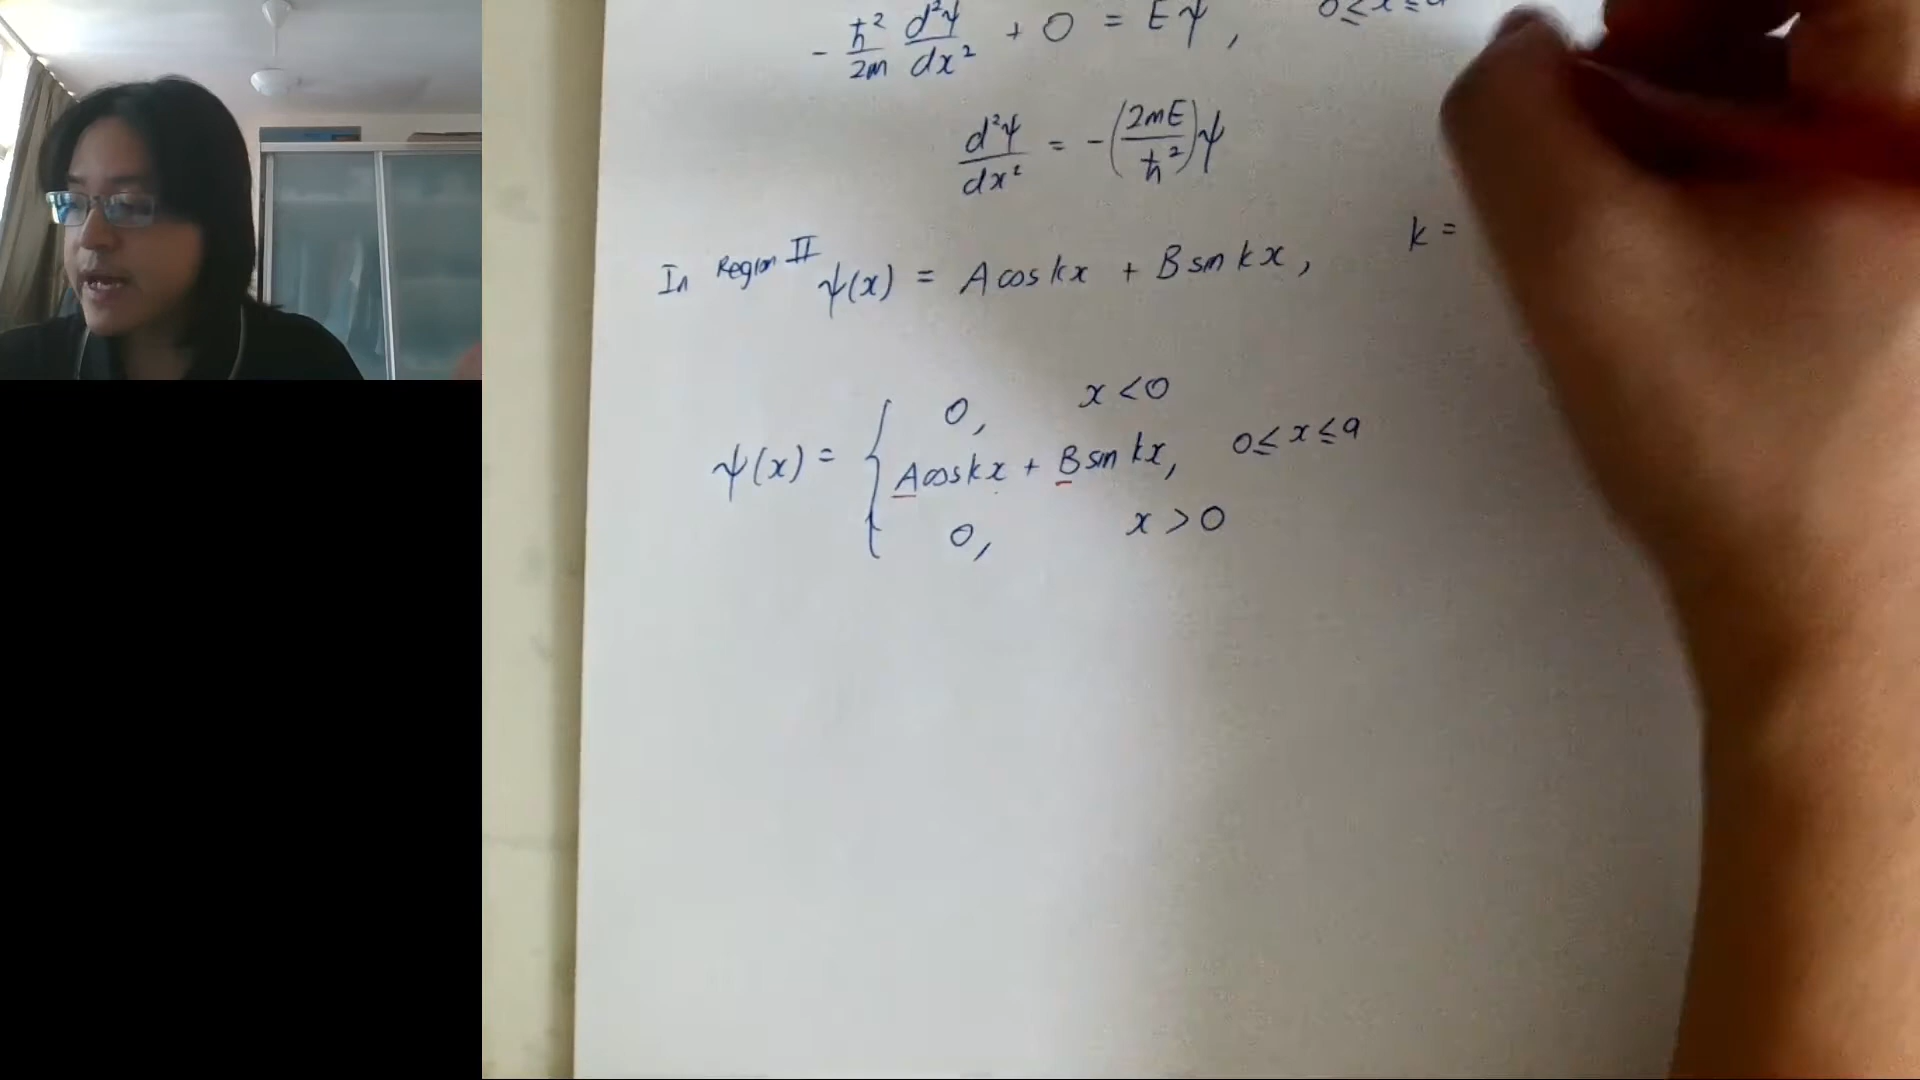 - ħ²/2m d²ψ/dx² + 0 = Eψ, 0≤x≤a
d²ψ/dx² = -(2mE/ħ²)ψ
In Region II ψ(x) = A cos kx + B sin kx, k =
ψ(x) = { 0, x < 0
A cos kx + B sin kx, 0 ≤ x ≤ a
0, x > 0